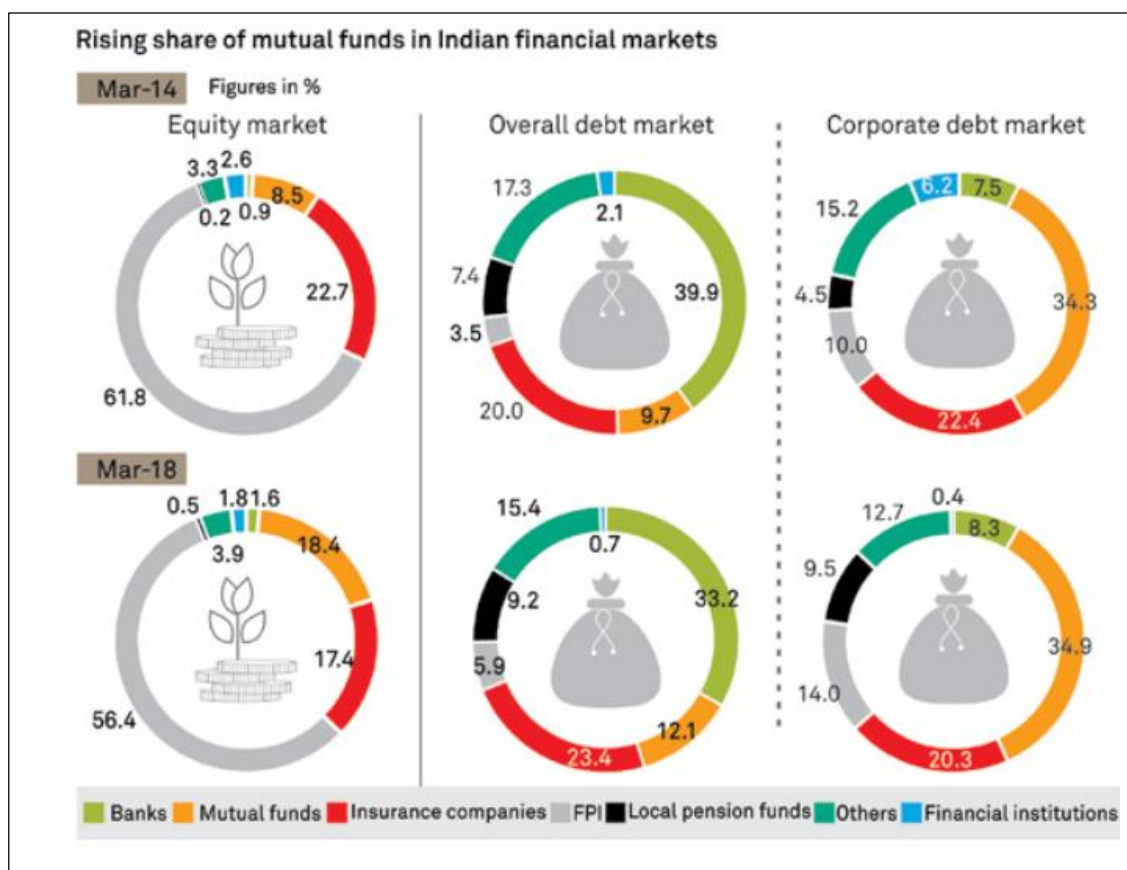 Rising share of mutual funds in Indian financial markets
Mar-14 Figures in %
Equity market Overall debt market Corporate debt market
3.3 2.6
0.2 0.9 8.5
22.7
61.8
17.3 2.1
7.4 39.9
3.5
20.0 9.7
6.2 7.5
15.2
4.5 34.3
10.0
22.4
Mar-18
0.5 1.8 1.6
3.9 18.4
17.4
56.4
15.4 0.7
9.2 33.2
5.9
23.4 12.1
12.7 0.4 8.3
9.5
34.9
14.0
20.3
Banks Mutual funds Insurance companies FPI Local pension funds Others Financial institutions